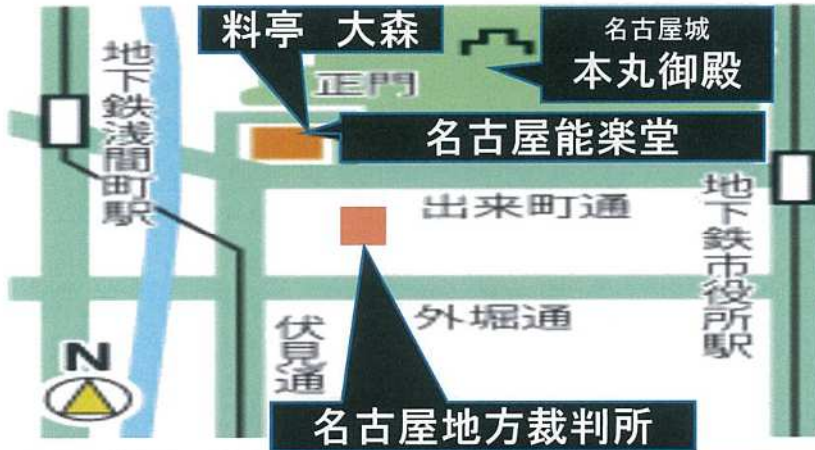 料亭 大森
名古屋城
本丸御殿
正門
名古屋能楽堂
地下鉄浅間町駅
出来町通
地下鉄市役所駅
外堀通
伏見通
N
名古屋地方裁判所